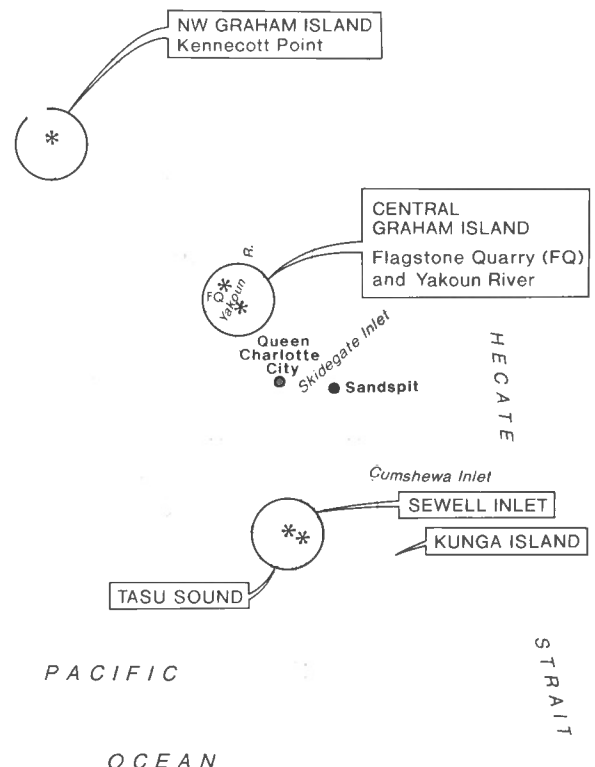 NW GRAHAM ISLAND
Kennecott Point
*
CENTRAL
GRAHAM ISLAND
Flagstone Quarry (FQ)
and Yakoun River
R.
Yakoun
FQ
*
*
Queen
Charlotte
City
Skidegate Inlet
Sandspit
HECATE
Cumshewa Inlet
SEWELL INLET
**
KUNGA ISLAND
TASU SOUND
STRAIT
PACIFIC
OCEAN